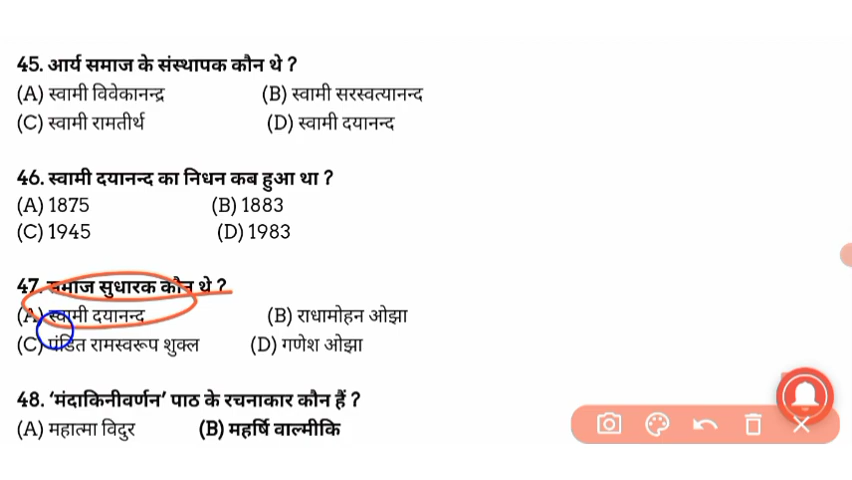 45. आर्य समाज के संस्थापक कौन थे ?
(A) स्वामी विवेकानन्द्र (B) स्वामी सरस्वत्यानन्द
(C) स्वामी रामतीर्थ (D) स्वामी दयानन्द
46. स्वामी दयानन्द का निधन कब हुआ था ?
(A) 1875 (B) 1883
(C) 1945 (D) 1983
47. समाज सुधारक कौन थे ?
(A) स्वामी दयानन्द (B) राधामोहन ओझा
(C) पंडित रामस्वरूप शुक्ल (D) गणेश ओझा
48. ‘मंदाकिनीवर्णन’ पाठ के रचनाकार कौन हैं ?
(A) महात्मा विदुर (B) महर्षि वाल्मीकि